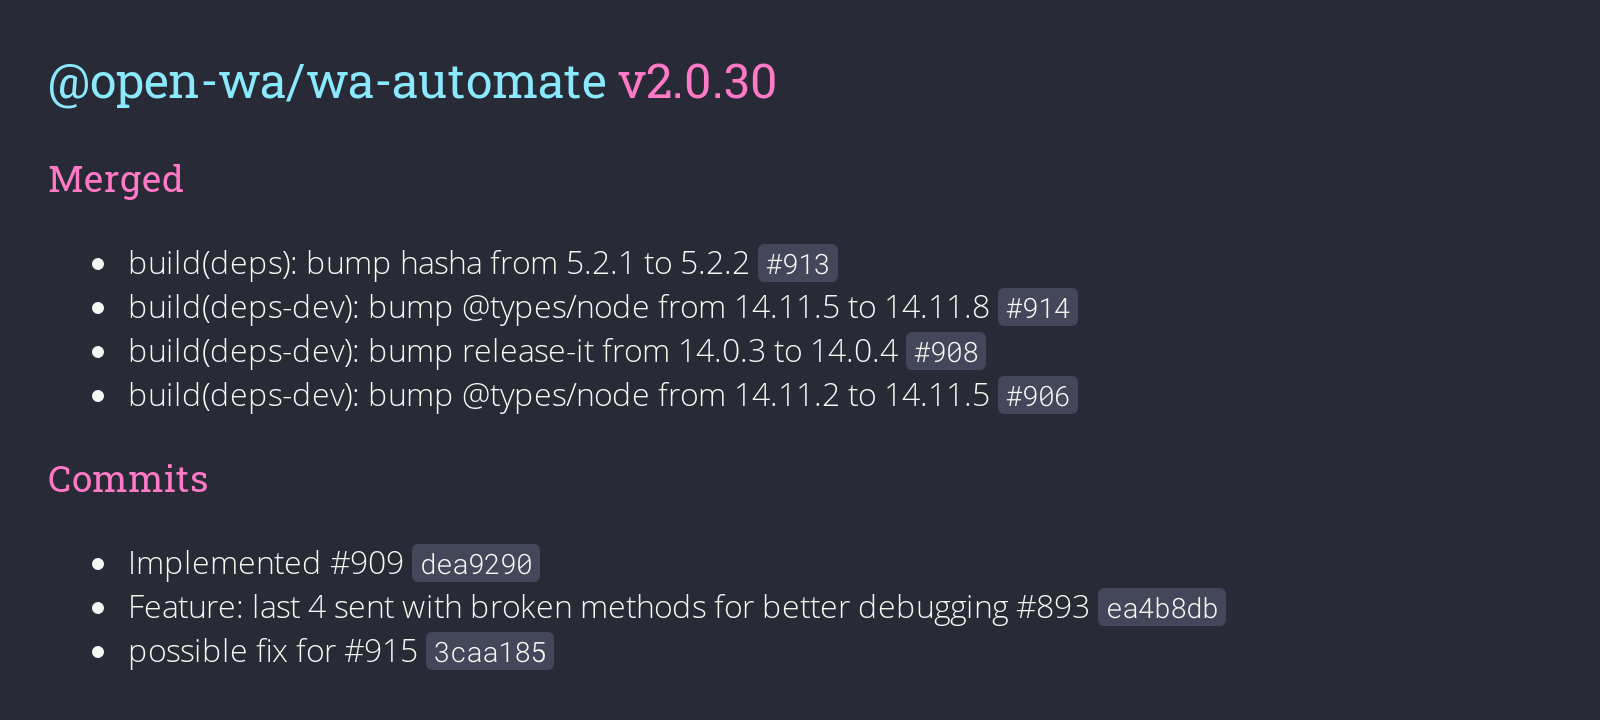 @open-wa/wa-automate v2.0.30
Merged
build(deps): bump hasha from 5.2.1 to 5.2.2 #913
build(deps-dev): bump @types/node from 14.11.5 to 14.11.8 #914
build(deps-dev): bump release-it from 14.0.3 to 14.0.4 #908
build(deps-dev): bump @types/node from 14.11.2 to 14.11.5 #906
Commits
Implemented #909 dea9290
Feature: last 4 sent with broken methods for better debugging #893 ea4b8db
possible fix for #915 3caa185